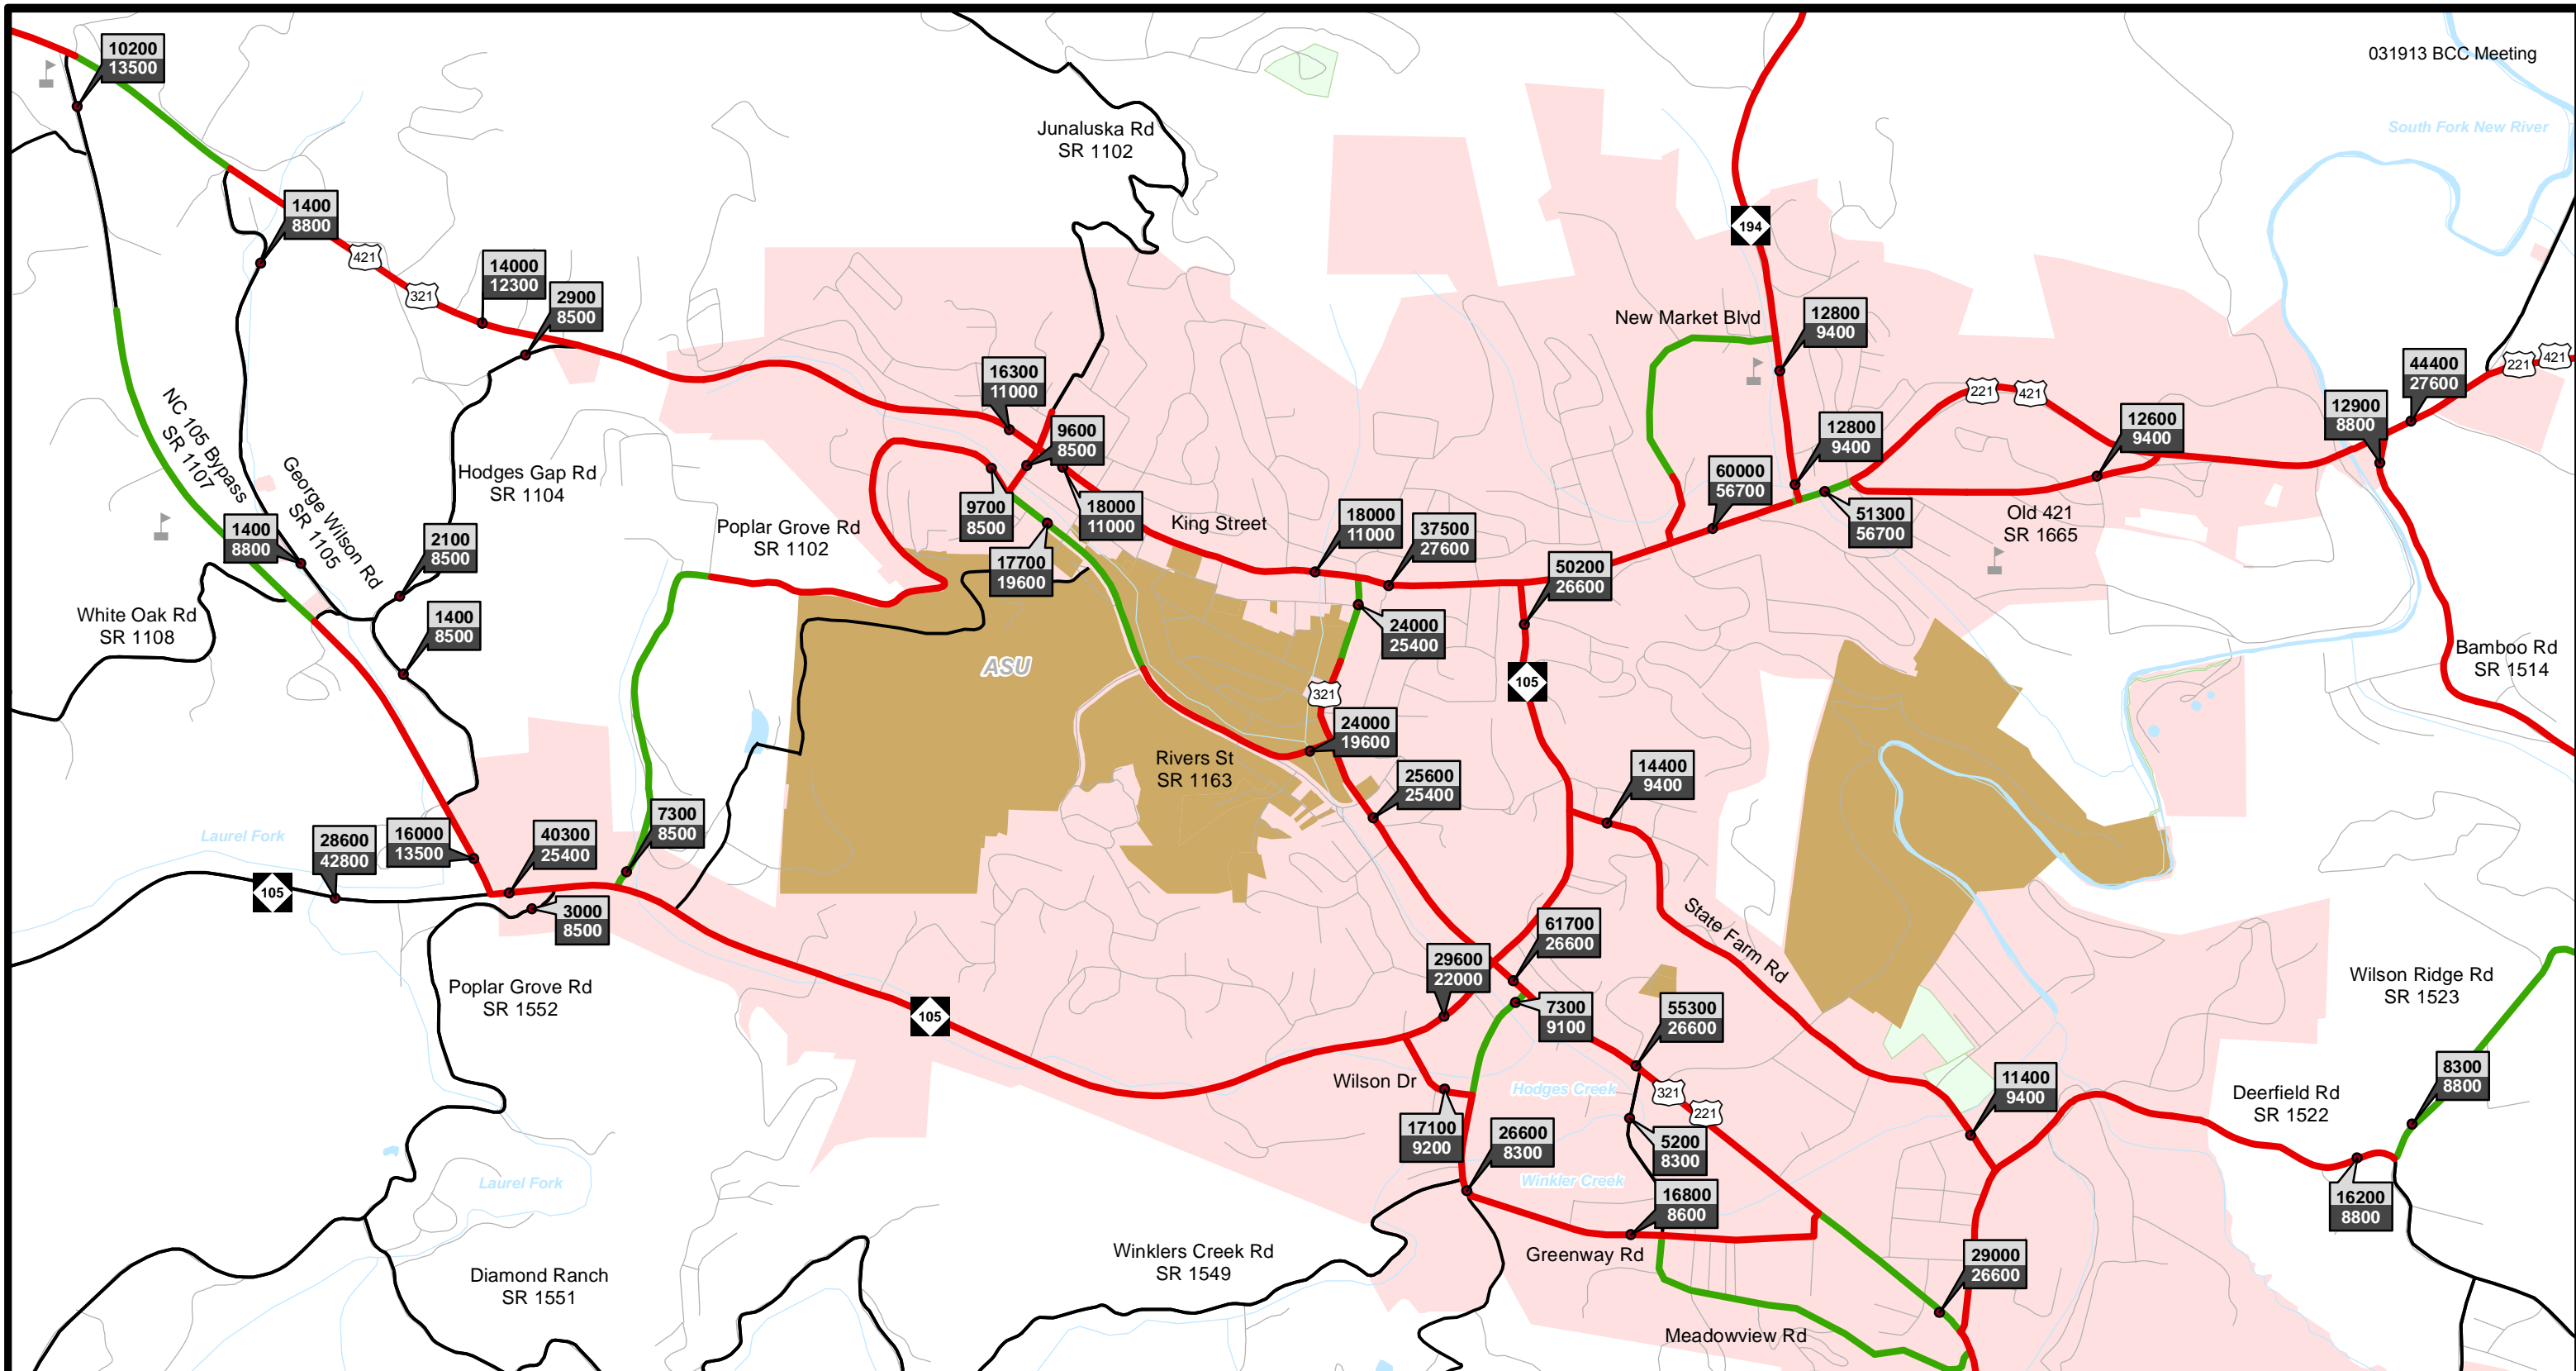 031913 BCC Meeting
South Fork New River
10200
13500
Junaluska Rd
SR 1102
194
1400
8800
421
321
14000
12300
2900
8500
New Market Blvd
12800
9400
NC 105 Bypass
SR 1107
George Wilson Rd
SR 1105
Hodges Gap Rd
SR 1104
16300
11000
9600
8500
9700
8500
18000
11000
17700
19600
Poplar Grove Rd
SR 1102
King Street
18000
11000
37500
27600
50200
26600
60000
56700
12800
9400
51300
56700
221
421
12600
9400
Old 421
SR 1665
12900
8800
44400
27600
221
421
Bamboo Rd
SR 1514
1400
8800
2100
8500
1400
8500
White Oak Rd
SR 1108
ASU
24000
25400
321
105
24000
19600
Rivers St
SR 1163
25600
25400
14400
9400
State Farm Rd
Laurel Fork
28600
42800
16000
13500
40300
25400
7300
8500
105
3000
8500
Poplar Grove Rd
SR 1552
105
29600
22000
61700
26600
7300
9100
55300
26600
Wilson Ridge Rd
SR 1523
Wilson Dr
Hodges Creek
321
221
11400
9400
Deerfield Rd
SR 1522
8300
8800
17100
9200
26600
8300
5200
8300
Winkler Creek
16800
8600
16200
8800
Laurel Fork
Diamond Ranch
SR 1551
Winklers Creek Rd
SR 1549
Greenway Rd
29000
26600
Meadowview Rd